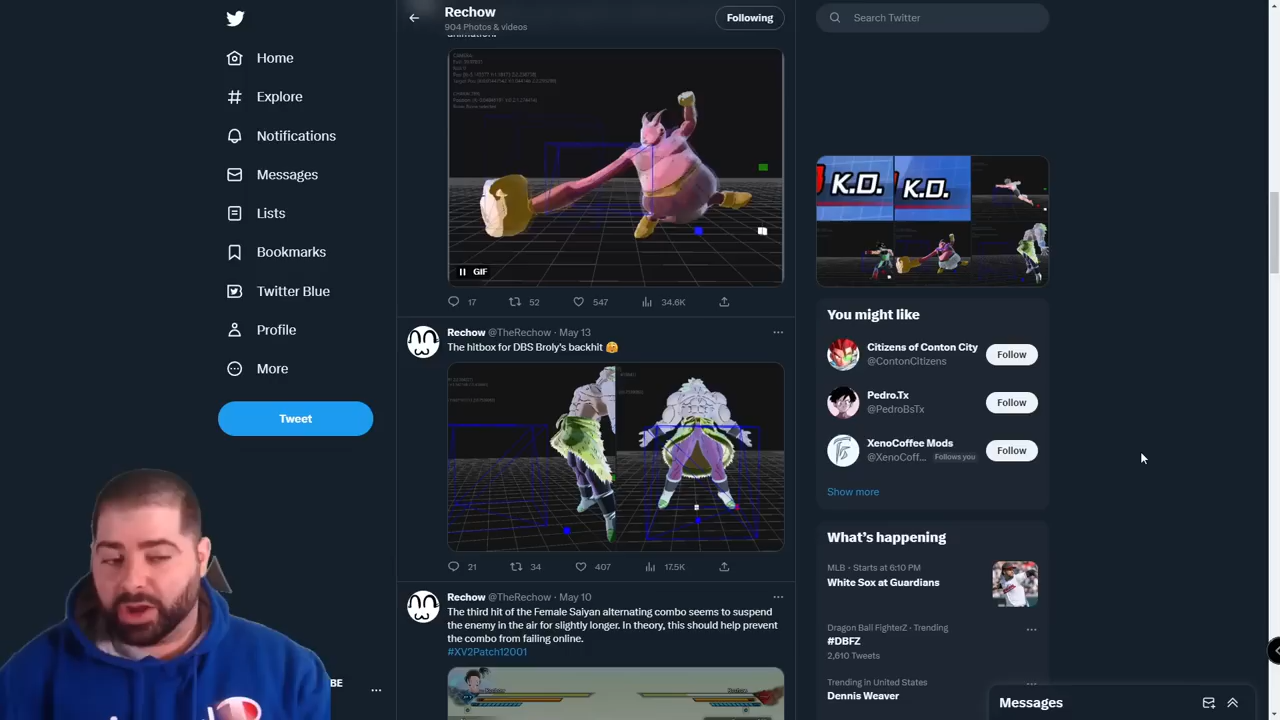 Home
Explore
Notifications
Messages
Lists
Bookmarks
Twitter Blue
Profile
More
Tweet
BE
Rechow
904 Photos & videos
Following
animation.
GIF
17 52 547 34.6K
Rechow @TheRechow · May 13
The hitbox for DBS Broly's backhit
21 34 407 17.5K
Rechow @TheRechow · May 10
The third hit of the Female Saiyan alternating combo seems to suspend
the enemy in the air for slightly longer. In theory, this should help prevent
the combo from failing online.
#XV2Patch12001
Search Twitter
K.O. K.O.
You might like
Citizens of Conton City
@ContonCitizens
Follow
Pedro.Tx
@PedroBsTx
Follow
XenoCoffee Mods
@XenoCoff... Follows you
Follow
Show more
What's happening
MLB · Starts at 6:10 PM
White Sox at Guardians
Dragon Ball FighterZ · Trending
#DBFZ
2,610 Tweets
Trending in United States
Dennis Weaver
Messages